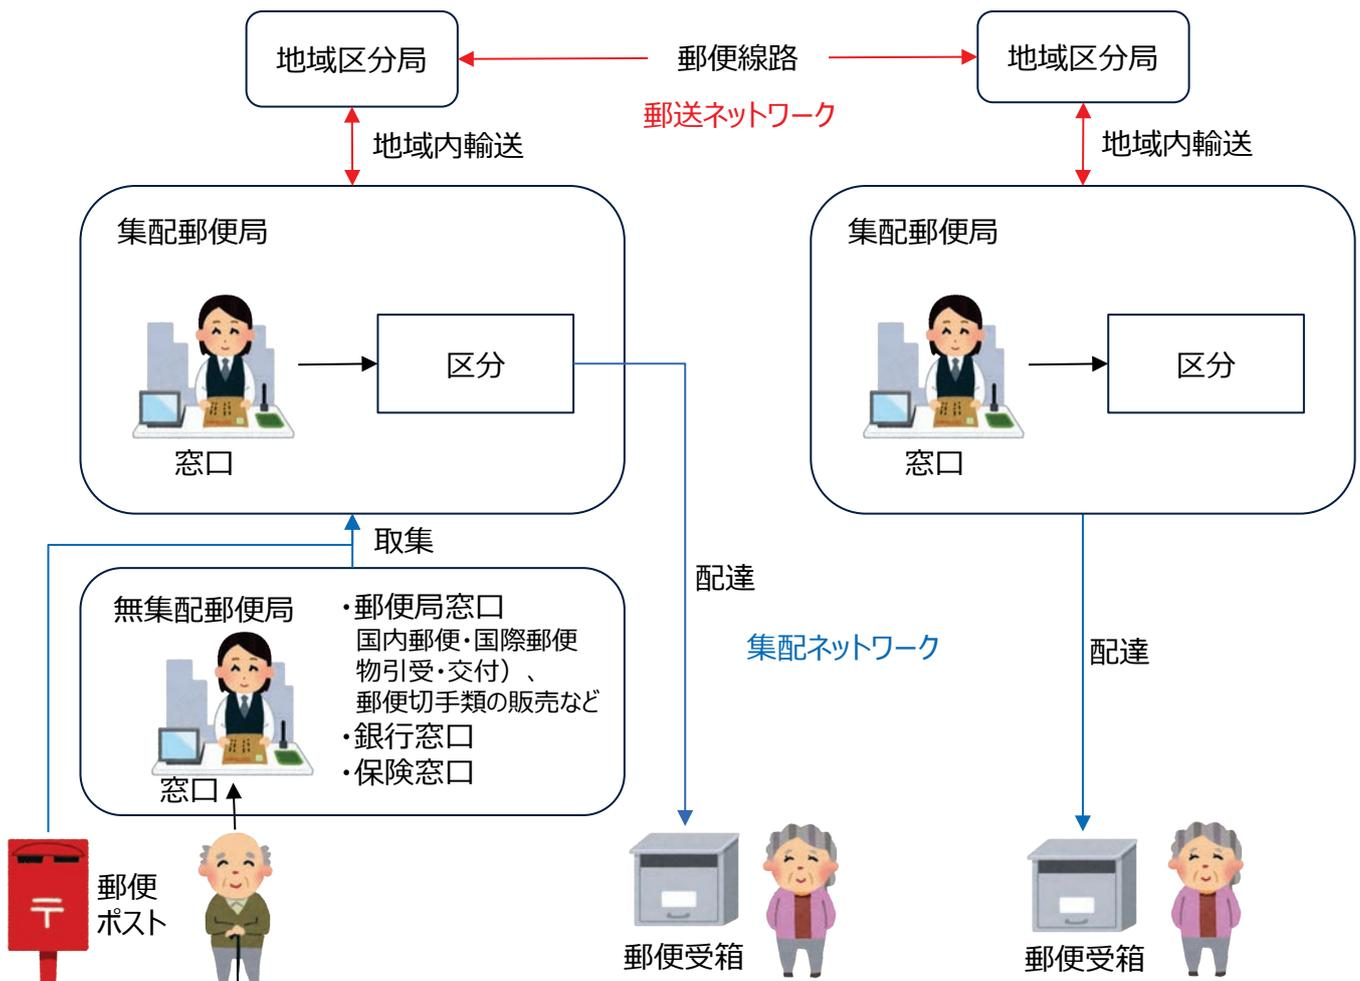 地域区分局
郵便線路
地域区分局
郵送ネットワーク
地域内輸送
地域内輸送
集配郵便局
区分
窓口
集配郵便局
区分
窓口
取集
無集配郵便局
窓口
・郵便局窓口
国内郵便・国際郵便
物引受・交付）、
郵便切手類の販売など
・銀行窓口
・保険窓口
配達
集配ネットワーク
配達
〒
郵便
ポスト
郵便受箱
郵便受箱